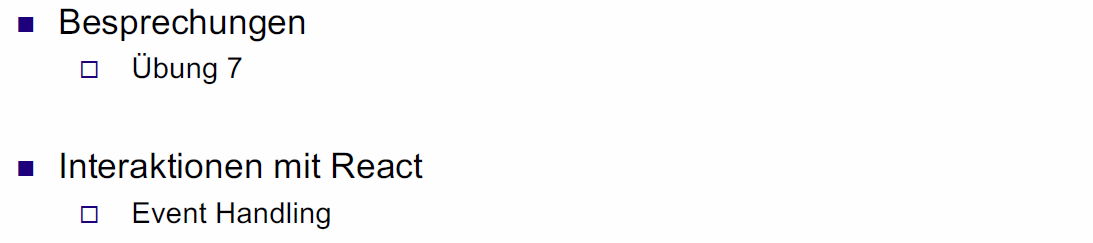 Besprechungen
Übung 7
Interaktionen mit React
Event Handling